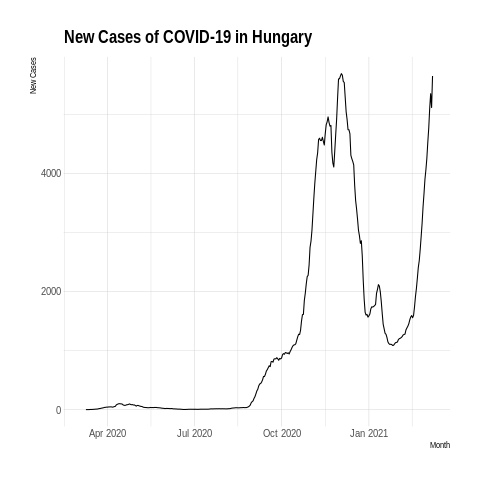 New Cases of COVID-19 in Hungary
New Cases
4000
2000
0
Apr 2020
Jul 2020
Oct 2020
Jan 2021
Month